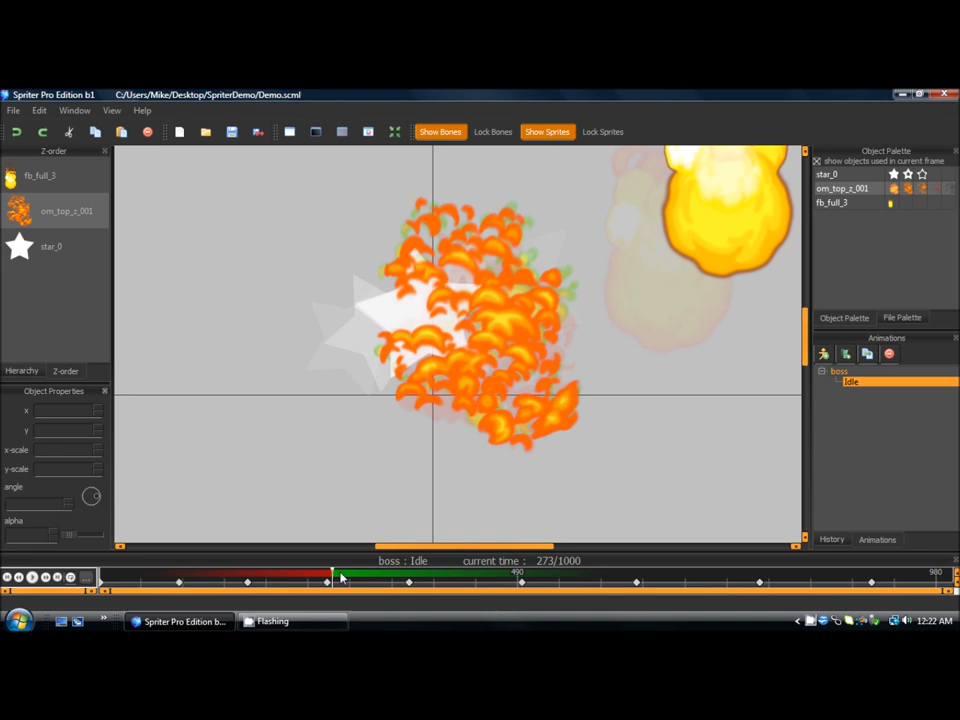 Spriter Pro Edition b1 C:/Users/Mike/Desktop/SpriterDemo/Demo.scml
File Edit Window View Help
Show Bones Lock Bones Show Sprites Lock Sprites
Z-order
fb_full_3
om_top_z_001
star_0
Hierarchy Z-order
Object Properties
x
y
x-scale
y-scale
angle
alpha
Object Palette
show objects used in current frame
star_0
om_top_z_001
fb_full_3
Object Palette File Palette
Animations
boss
Idle
History Animations
boss : Idle current time : 273/1000
490 980
Spriter Pro Edition b... Flashing 12:22 AM